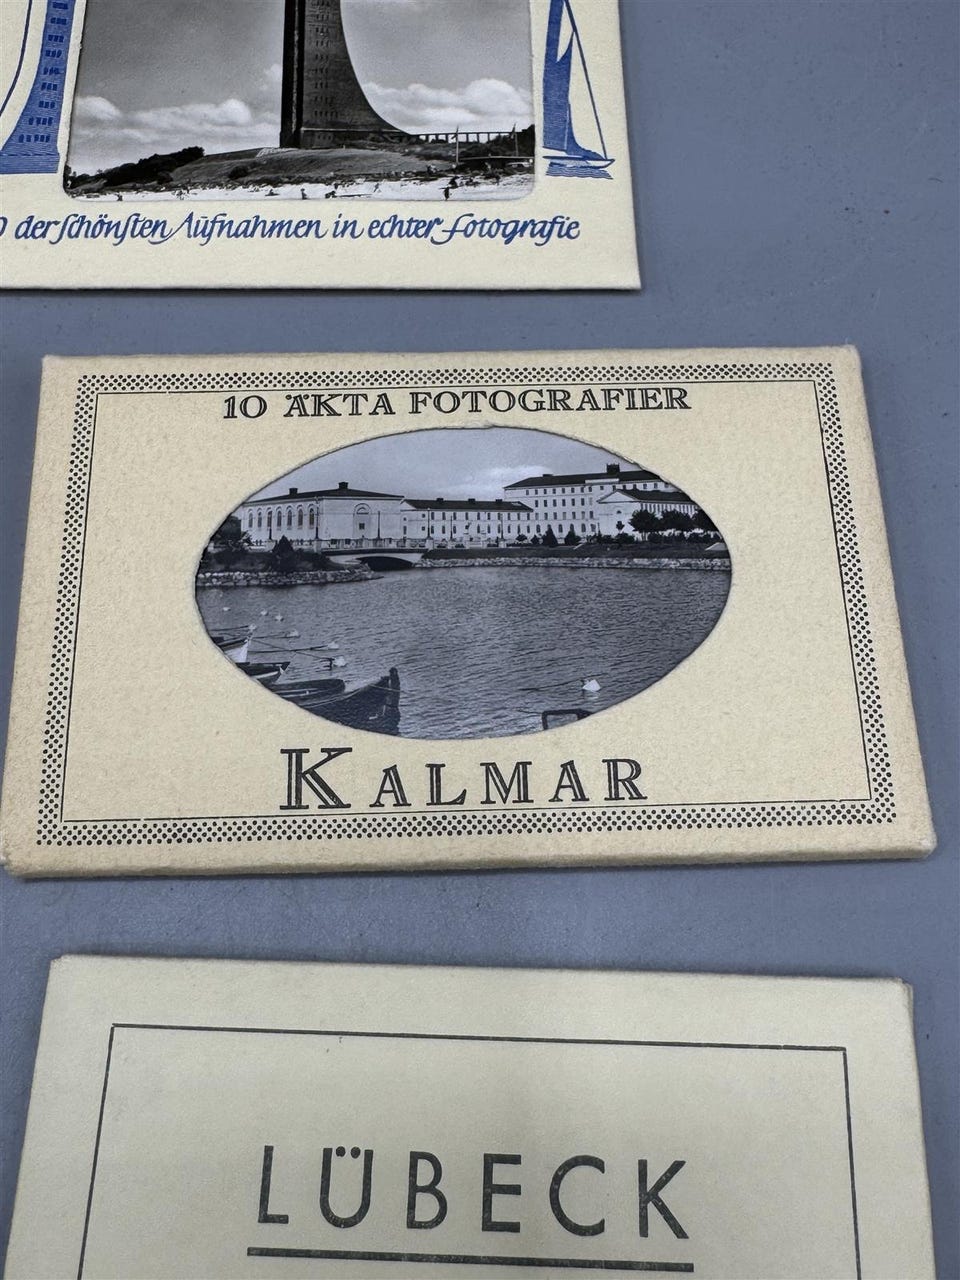 der schönsten Aufnahmen in echter Fotografie
10 ÄKTA FOTOGRAFIER
KALMAR
LÜBECK